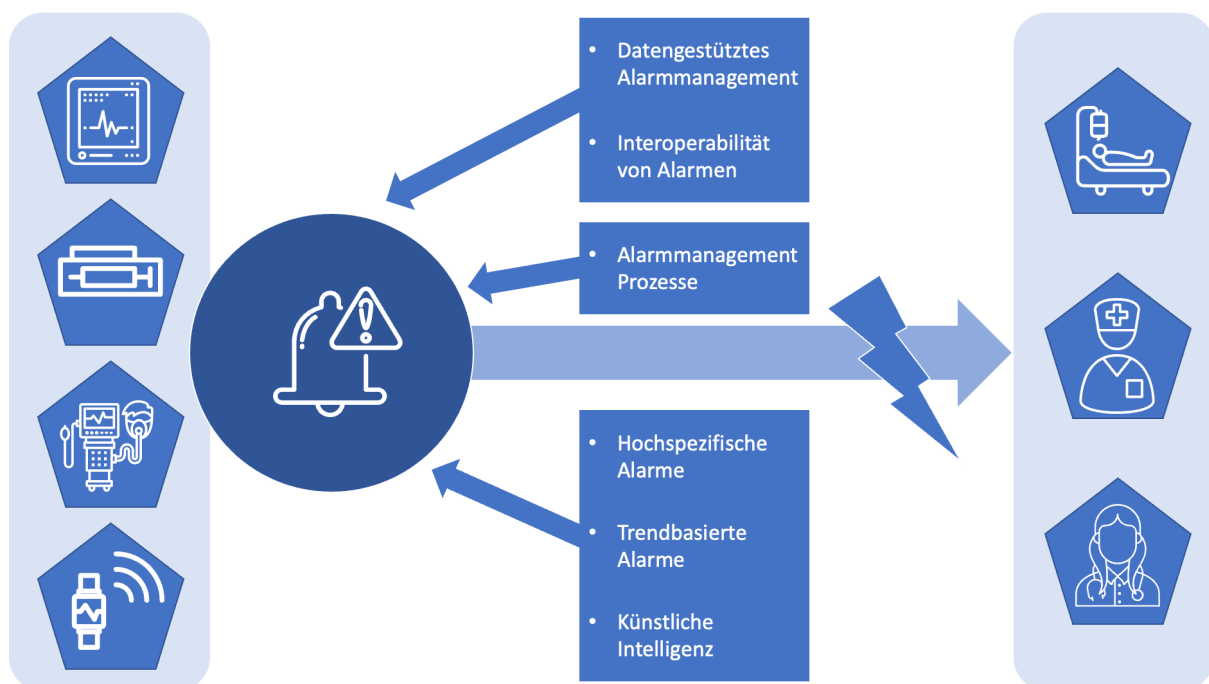 • Datengestütztes
Alarmmanagement
• Interoperabilität
von Alarmen
• Alarmmanagement
Prozesse
• Hochspezifische
Alarme
• Trendbasierte
Alarme
• Künstliche
Intelligenz